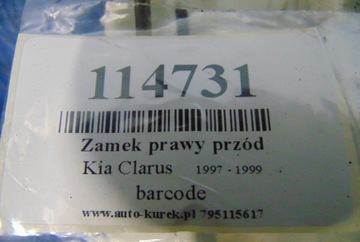 114731
Zamek prawy przód
Kia Clarus 1997 - 1999
barcode
www.auto-kurek.pl 795115617